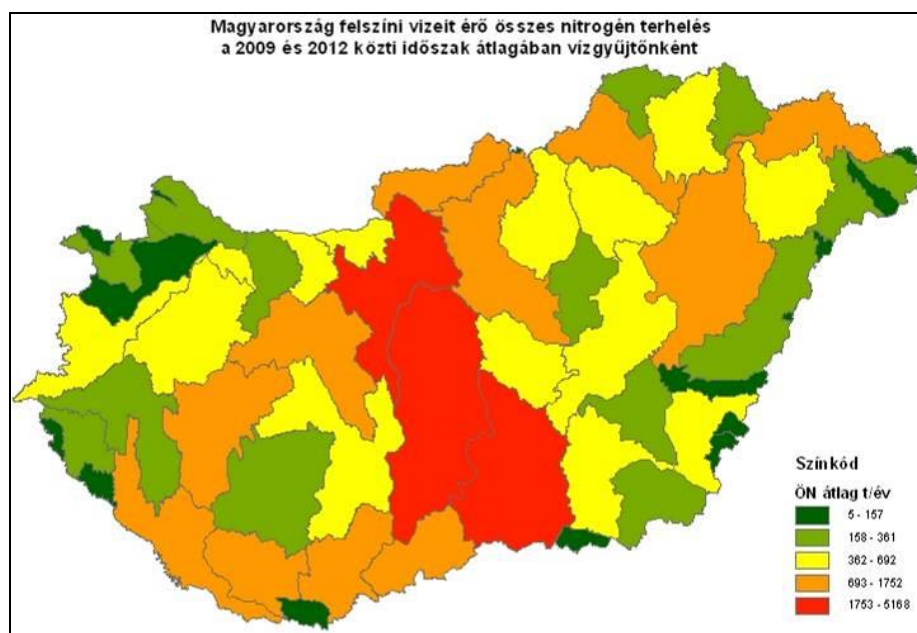 Magyarország felszíni vizeit érő összes nitrogén terhelés
a 2009 és 2012 közti időszak átlagában vízgyűjtőnként
Színkód
ÖN átlag t/év
5 - 157
158 - 361
362 - 692
693 - 1752
1753 - 5168